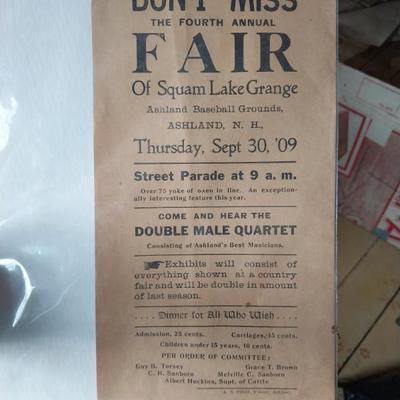 DON'T MISS
THE FOURTH ANNUAL
FAIR
Of Squam Lake Grange
Ashland Baseball Grounds,
ASHLAND, N. H.,
Thursday, Sept 30, '09
Street Parade at 9 a. m.
Over 75 yoke of oxen in line. An exception-
ally interesting feature this year.
COME AND HEAR THE
DOUBLE MALE QUARTET
Consisting of Ashland's Best Musicians.
Exhibits will consist of
everything shown at a country
fair and will be double in amount
of last season.
.... Dinner for All Who Wish ....
Admission, 25 cents. Carriages, 15 cents.
Children under 15 years, 10 cents.
PER ORDER OF COMMITTEE:
Guy B. Torsey Grace T. Brown
C. H. Sanborn Melville C. Sanborn
Albert Huckins, Supt. of Cattle